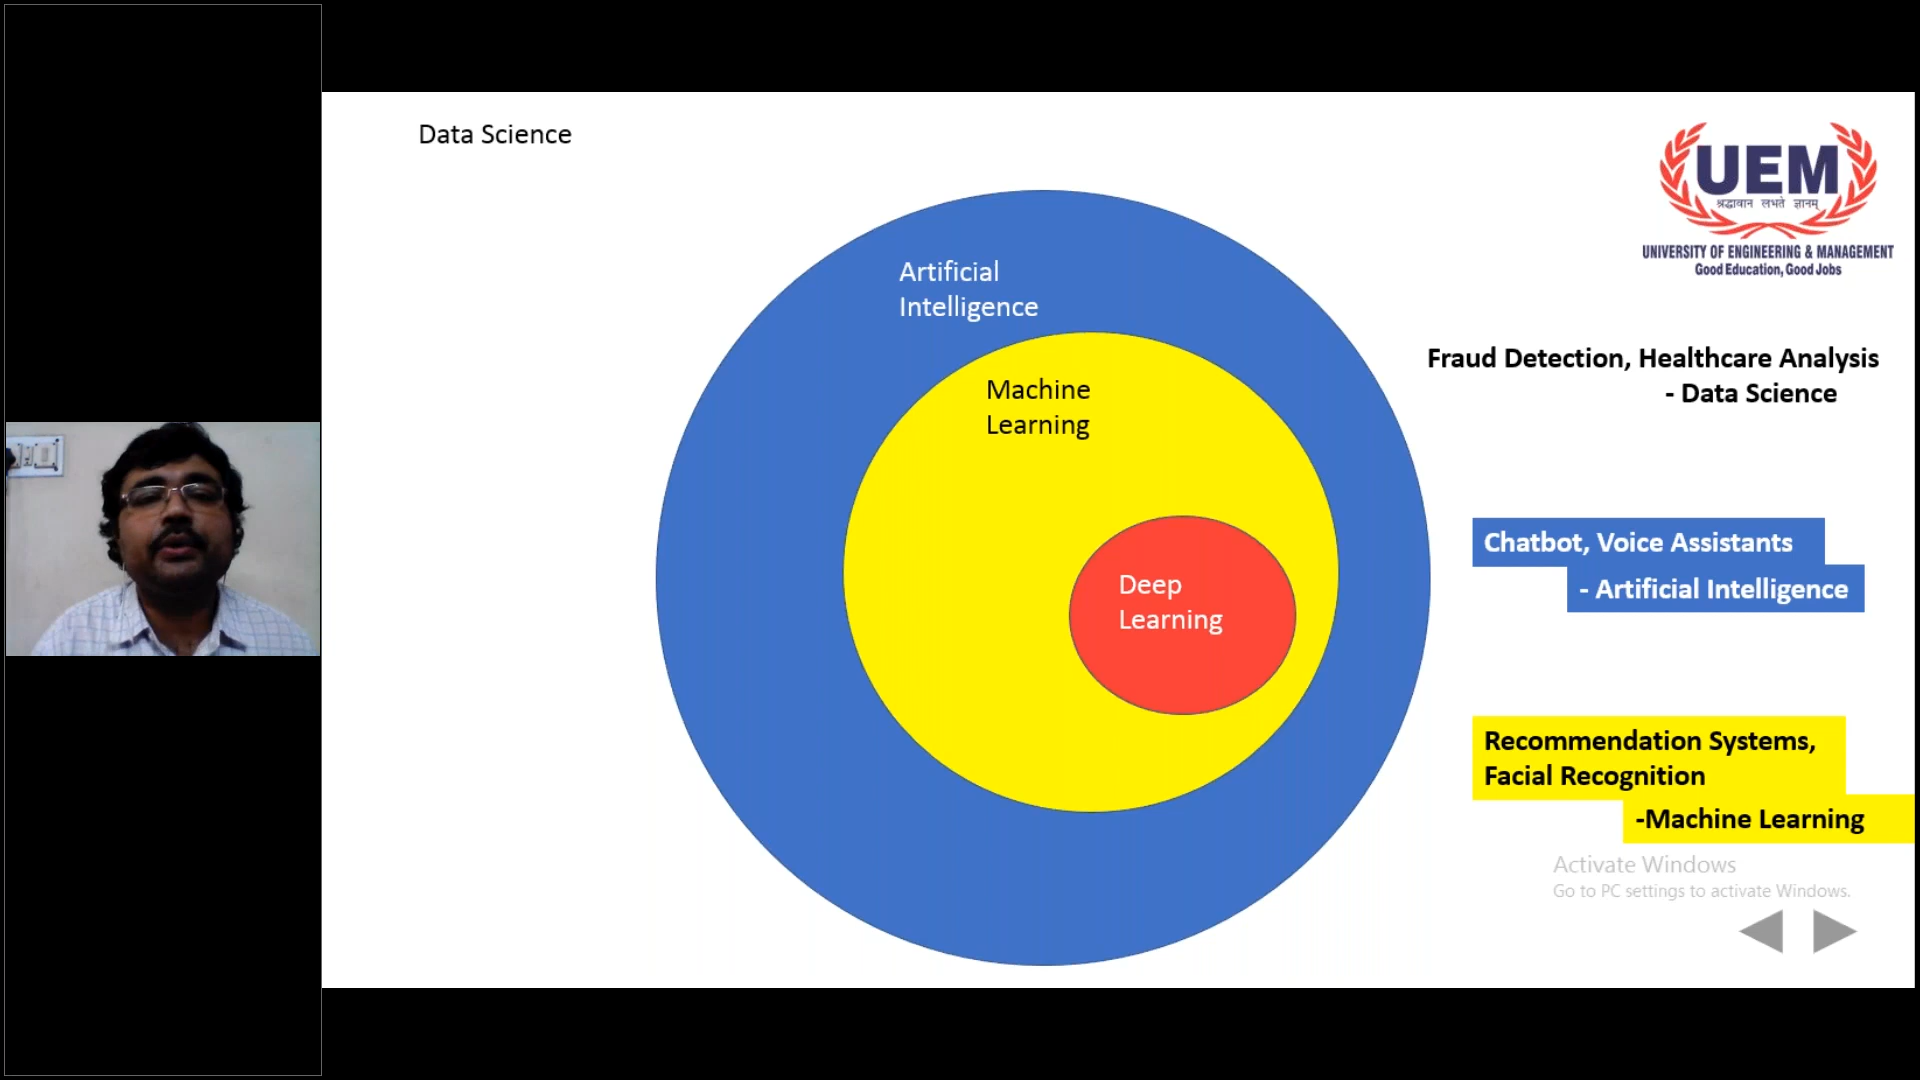 Data Science
UEM
श्रद्धावान लभते ज्ञानम्
UNIVERSITY OF ENGINEERING & MANAGEMENT
Good Education, Good Jobs
Artificial
Intelligence
Machine
Learning
Deep
Learning
Fraud Detection, Healthcare Analysis
- Data Science
Chatbot, Voice Assistants
- Artificial Intelligence
Recommendation Systems,
Facial Recognition
-Machine Learning
Activate Windows
Go to PC settings to activate Windows.